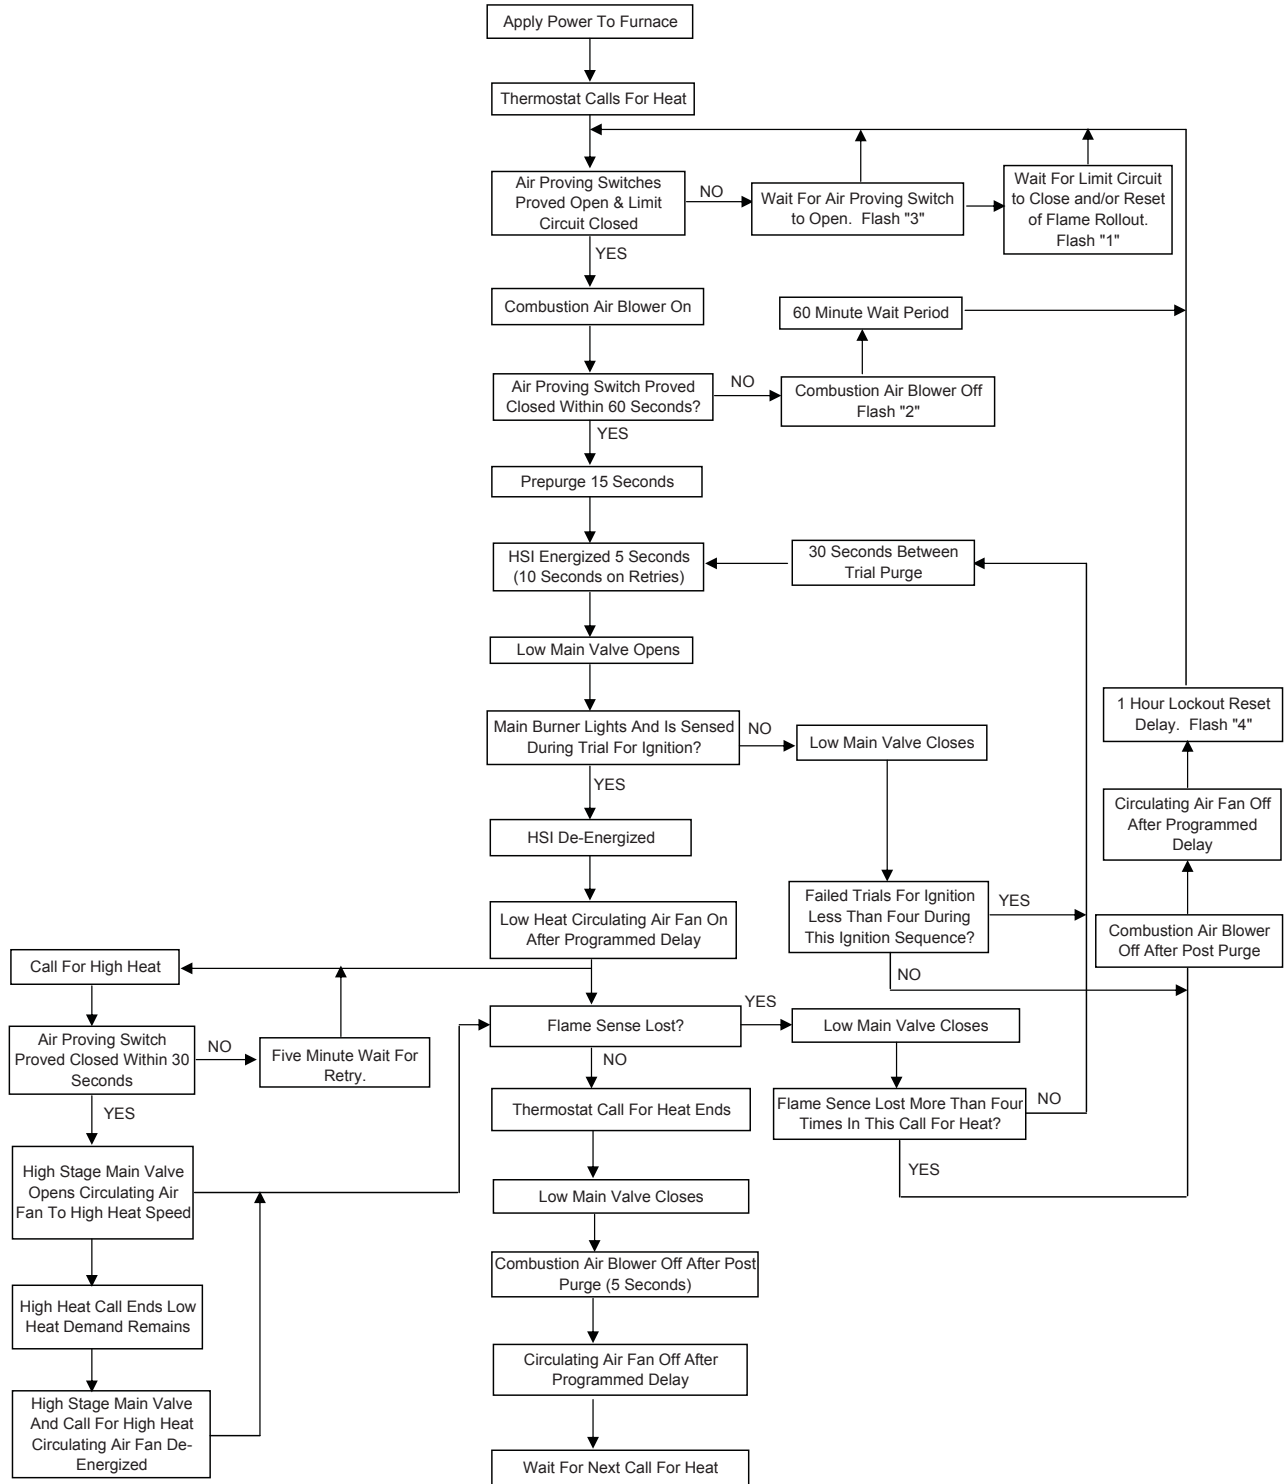 Apply Power To Furnace
Thermostat Calls For Heat
Air Proving Switches
Proved Open & Limit
Circuit Closed
NO
Wait For Air Proving Switch
to Open.  Flash "3"
Wait For Limit Circuit
to Close and/or Reset
of Flame Rollout.
Flash "1"
YES
Combustion Air Blower On
60 Minute Wait Period
Air Proving Switch Proved
Closed Within 60 Seconds?
NO
Combustion Air Blower Off
Flash "2"
YES
Prepurge 15 Seconds
HSI Energized 5 Seconds
(10 Seconds on Retries)
30 Seconds Between
Trial Purge
Low Main Valve Opens
Main Burner Lights And Is Sensed
During Trial For Ignition?
NO
Low Main Valve Closes
1 Hour Lockout Reset
Delay.  Flash "4"
YES
HSI De-Energized
Circulating Air Fan Off
After Programmed
Delay
Low Heat Circulating Air Fan On
After Programmed Delay
Failed Trials For Ignition
Less Than Four During
This Ignition Sequence?
YES
NO
Combustion Air Blower
Off After Post Purge
Call For High Heat
Flame Sense Lost?
YES
Low Main Valve Closes
Air Proving Switch
Proved Closed Within 30
Seconds
NO
Five Minute Wait For
Retry.
NO
YES
Thermostat Call For Heat Ends
Flame Sence Lost More Than Four
Times In This Call For Heat?
NO
YES
High Stage Main Valve
Opens Circulating Air
Fan To High Heat Speed
Low Main Valve Closes
Combustion Air Blower Off After Post
Purge (5 Seconds)
High Heat Call Ends Low
Heat Demand Remains
Circulating Air Fan Off After
Programmed Delay
High Stage Main Valve
And Call For High Heat
Circulating Air Fan De-
Energized
Wait For Next Call For Heat